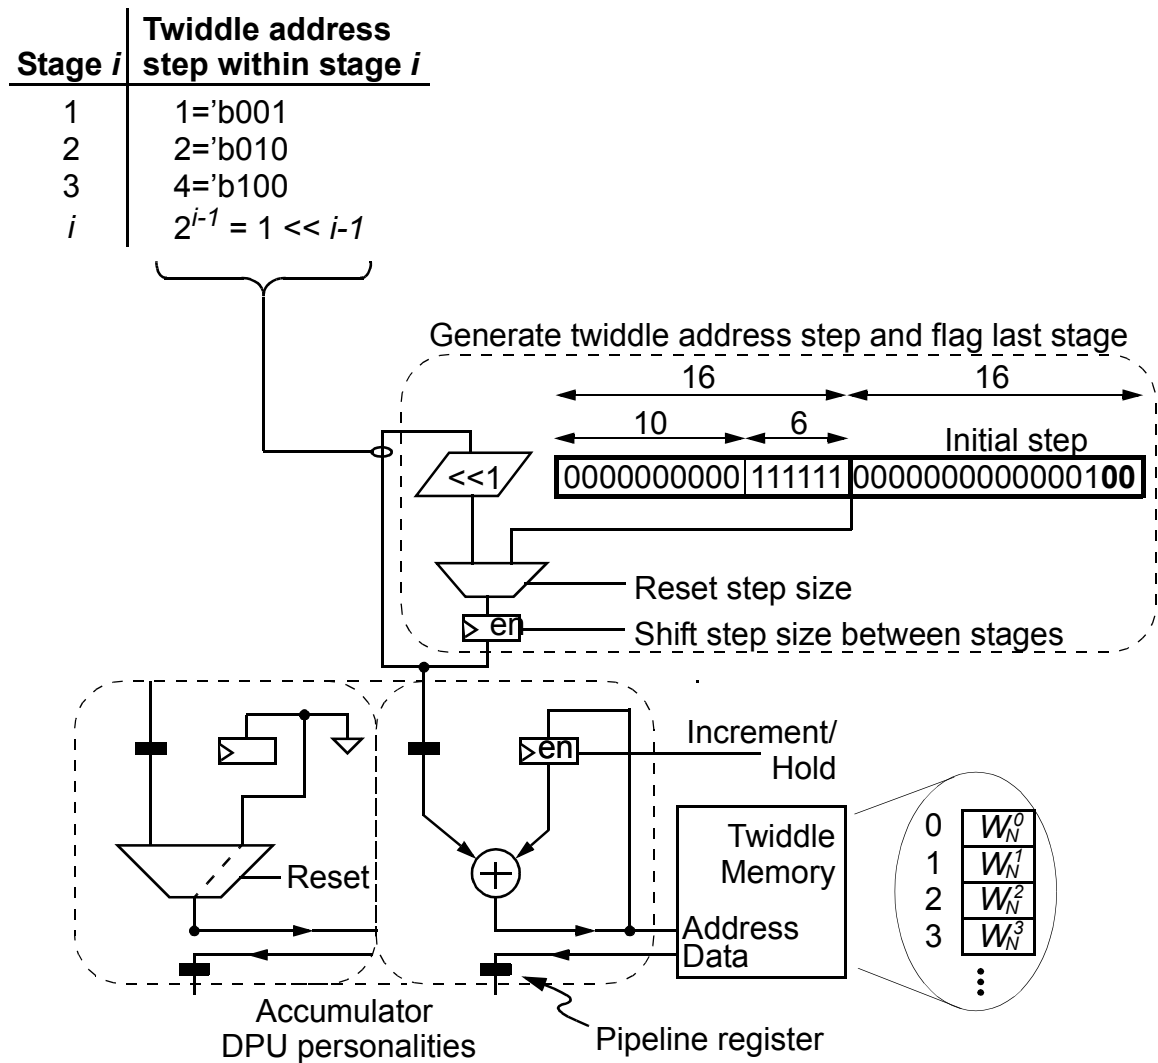 Twiddle address
Stage i step within stage i
1 1='b001
2 2='b010
3 4='b100
i 2^{i-1} = 1 << i-1
Generate twiddle address step and flag last stage
16 16
10 6
Initial step
<<1 0000000000 111111 0000000000000100
Reset step size
en Shift step size between stages
en Increment/
Hold
Twiddle
Memory
Reset
Address
Data
0 W_N^0
1 W_N^1
2 W_N^2
3 W_N^3
Accumulator
DPU personalities
Pipeline register